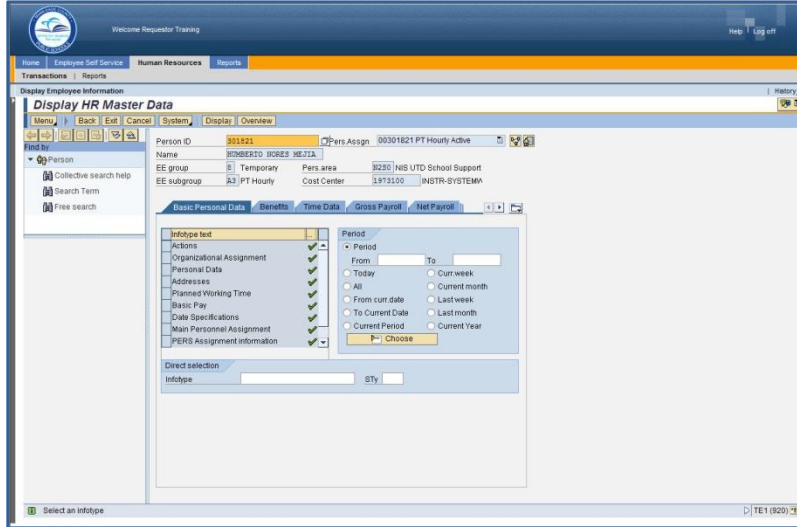 Welcome Requestor Training
Help Log off
Home Employee Self Service Human Resources Reports
Transactions | Reports
Display Employee Information | History
Display HR Master Data
Menu Back Exit Cancel System Display Overview
Find by
Person
Collective search help
Search Term
Free search
Person ID 301821 Pers.Assgn 00301821 PT Hourly Active
Name HUMBERTO NORES MEJIA
EE group 8 Temporary Pers.area N2S0 NIS UTD School Support
EE subgroup A3 PT Hourly Cost Center 1973100 INSTR-SYSTEMW
Basic Personal Data Benefits Time Data Gross Payroll Net Payroll
Infotype text ...
Actions
Organizational Assignment
Personal Data
Addresses
Planned Working Time
Basic Pay
Date Specifications
Main Personnel Assignment
PERS Assignment information
Period
Period
From To
Today Curr.week
All Current month
From curr.date Last week
To Current Date Last month
Current Period Current Year
Choose
Direct selection
Infotype STy
Select an infotype
TE1 (920)